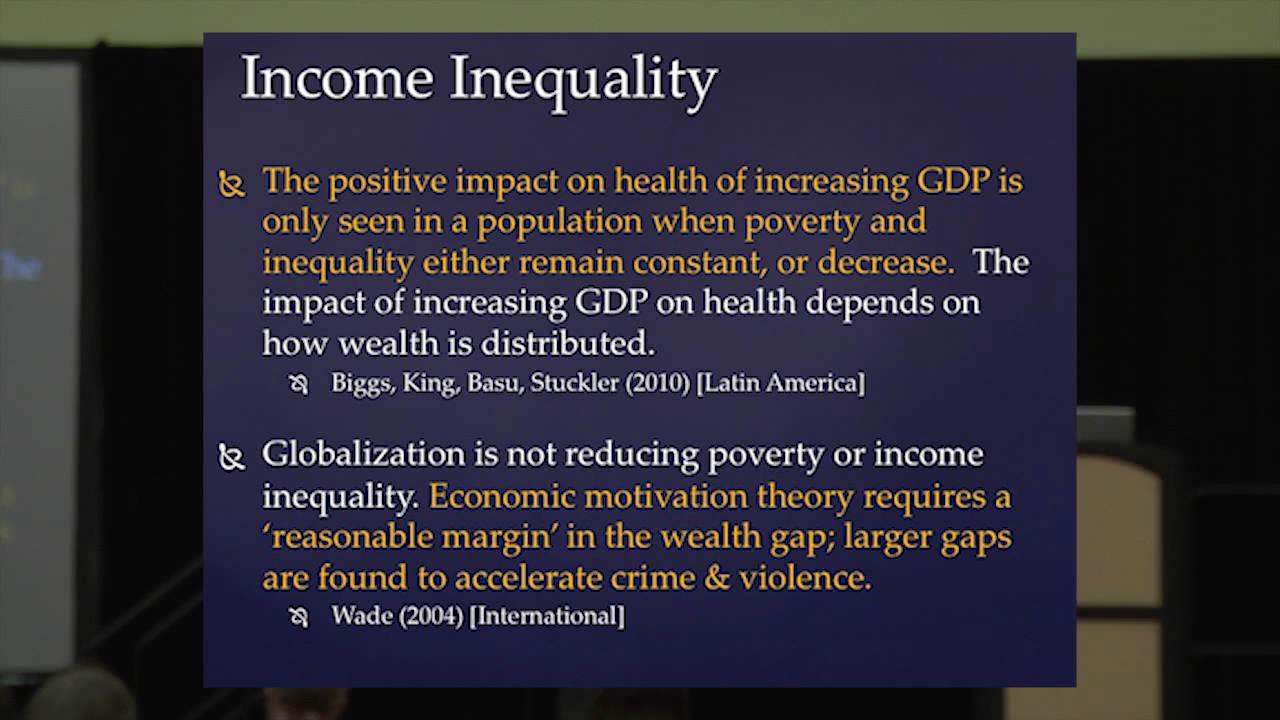 Income Inequality
The positive impact on health of increasing GDP is
only seen in a population when poverty and
inequality either remain constant, or decrease. The
impact of increasing GDP on health depends on
how wealth is distributed.
Biggs, King, Basu, Stuckler (2010) [Latin America]
Globalization is not reducing poverty or income
inequality. Economic motivation theory requires a
‘reasonable margin’ in the wealth gap; larger gaps
are found to accelerate crime & violence.
Wade (2004) [International]